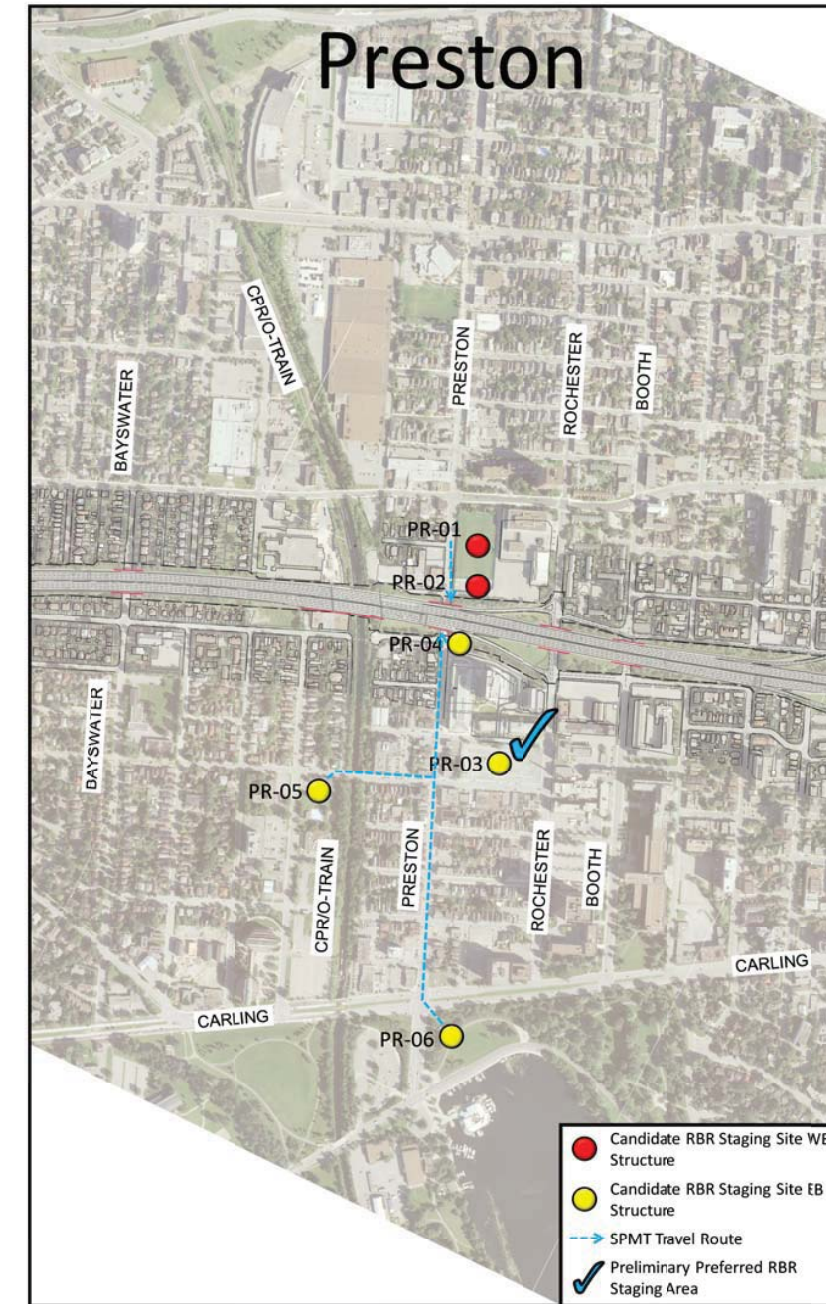 Preston
CPR/O-TRAIN
PRESTON
ROCHESTER
BOOTH
BAYSWATER
PR-01
PR-02
PR-04
PR-03
PR-05
BAYSWATER
PRESTON
CPR/O-TRAIN
ROCHESTER
BOOTH
CARLING
CARLING
PR-06
Candidate RBR Staging Site WB
Structure
Candidate RBR Staging Site EB
Structure
SPMT Travel Route
Preliminary Preferred RBR
Staging Area